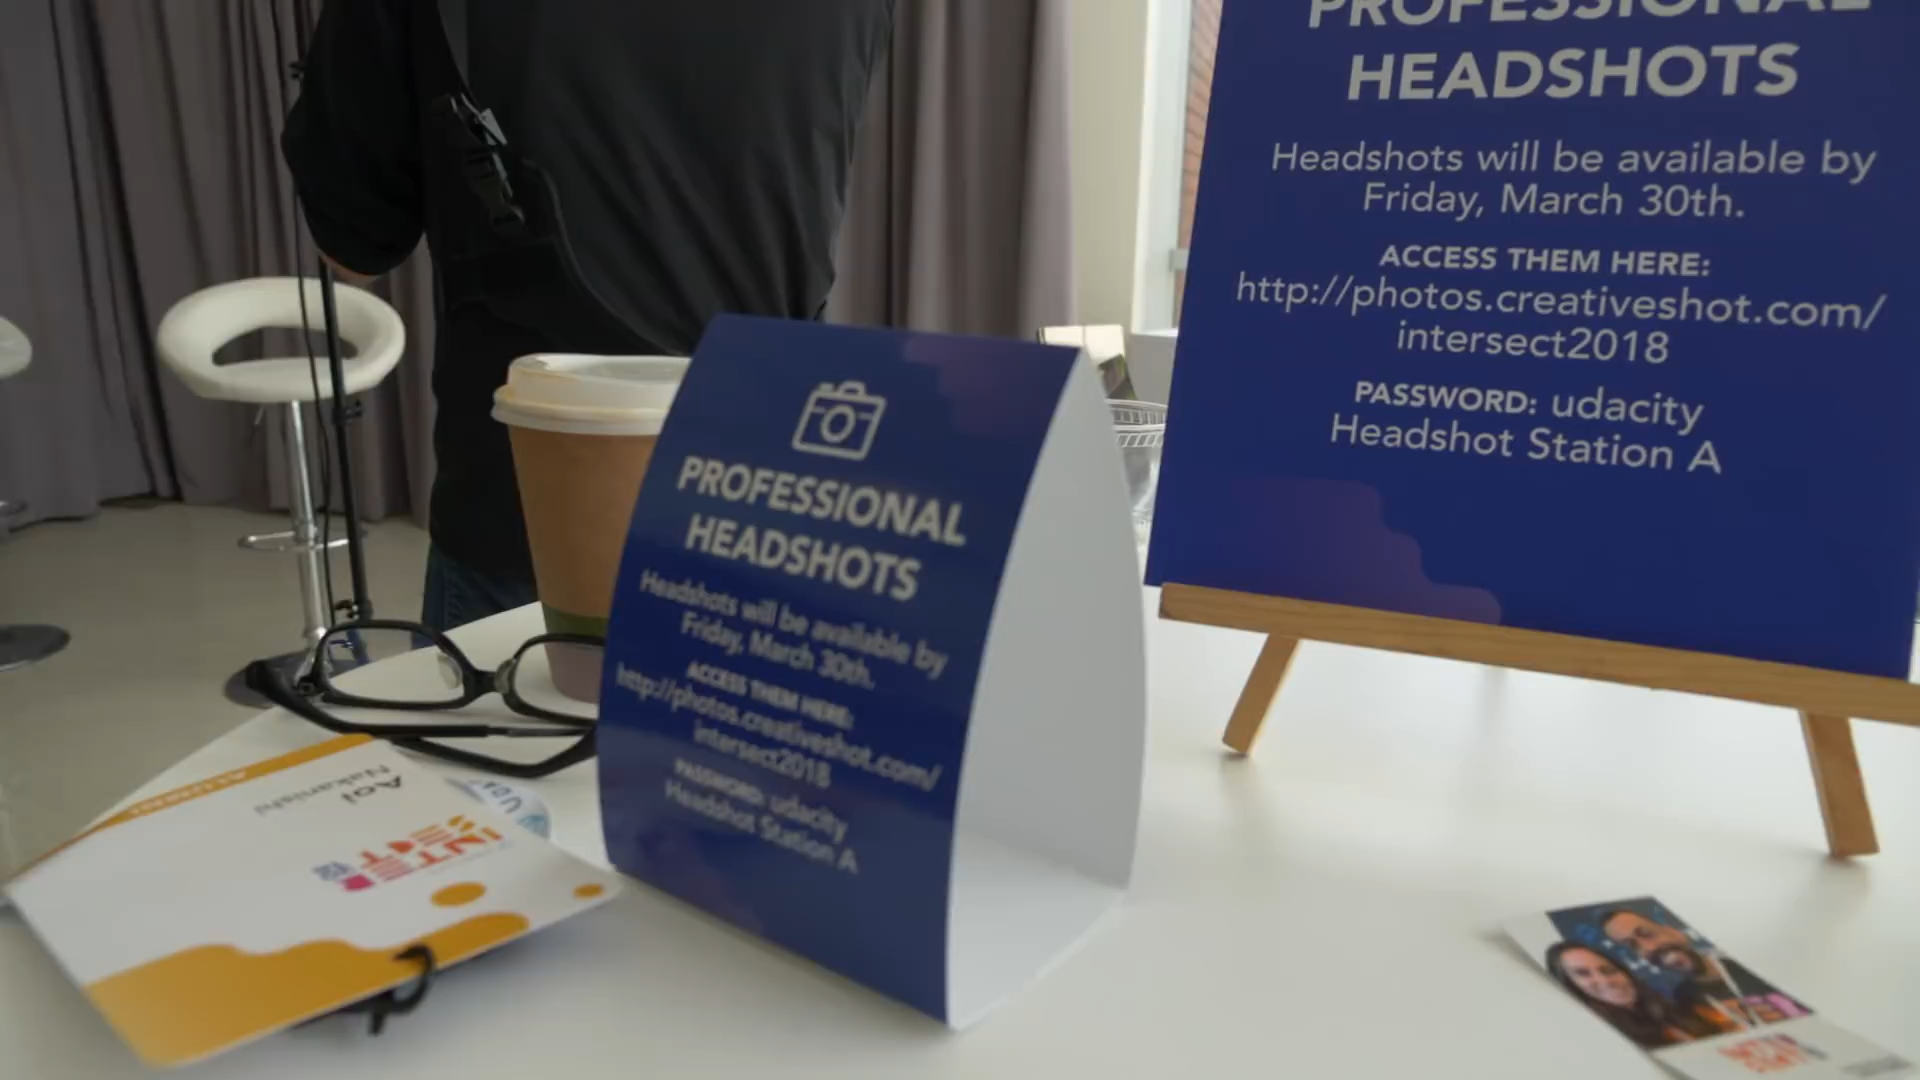 PROFESSIONAL
HEADSHOTS
Headshots will be available by
Friday, March 30th.
ACCESS THEM HERE:
http://photos.creativeshot.com/
intersect2018
PASSWORD: udacity
Headshot Station A
PROFESSIONAL
HEADSHOTS
Headshots will be available by
Friday, March 30th.
ACCESS THEM HERE:
http://photos.creativeshot.com/
intersect2018
PASSWORD: udacity
Headshot Station A
Aoi
Nakanishi